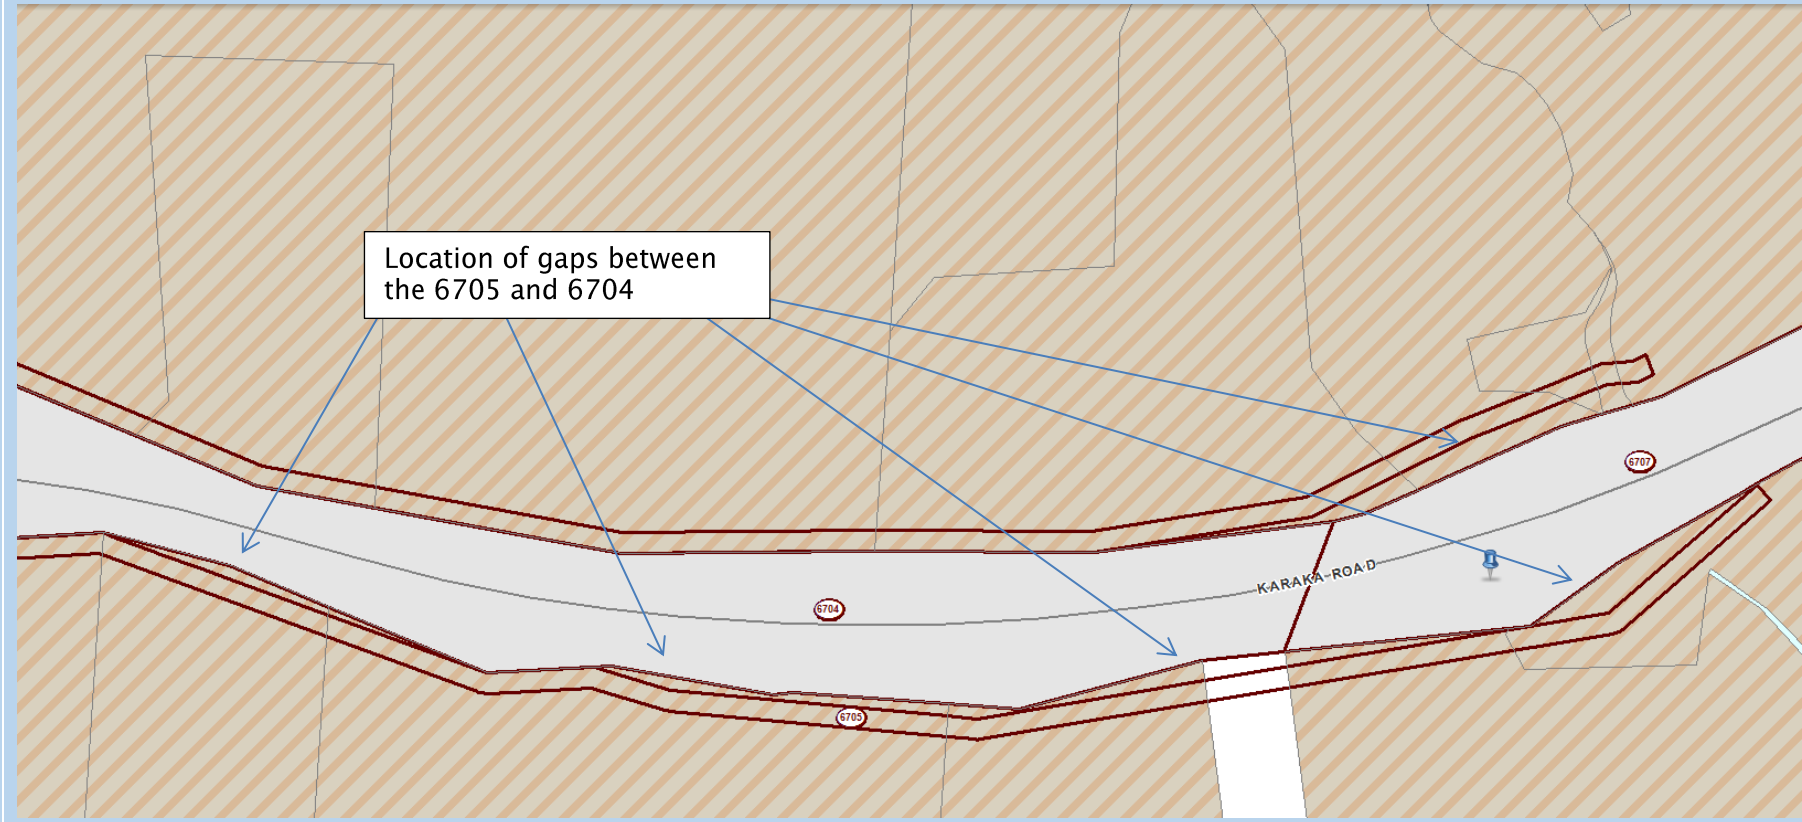 Location of gaps between
the 6705 and 6704
6707
KARAKA ROAD
6704
6705